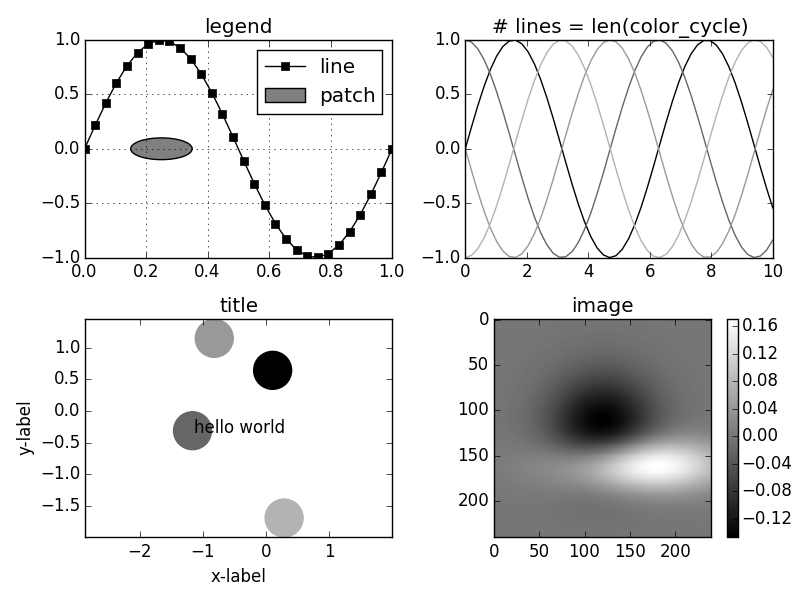 legend
1.0
0.5
0.0
−0.5
−1.0
0.0 0.2 0.4 0.6 0.8 1.0
line
patch
# lines = len(color_cycle)
1.0
0.5
0.0
−0.5
−1.0
0 2 4 6 8 10
title
y-label
1.0
0.5
0.0
−0.5
−1.0
−1.5
hello world
−2 −1 0 1
x-label
image
0
50
100
150
200
0 50 100 150 200
0.16
0.12
0.08
0.04
0.00
−0.04
−0.08
−0.12